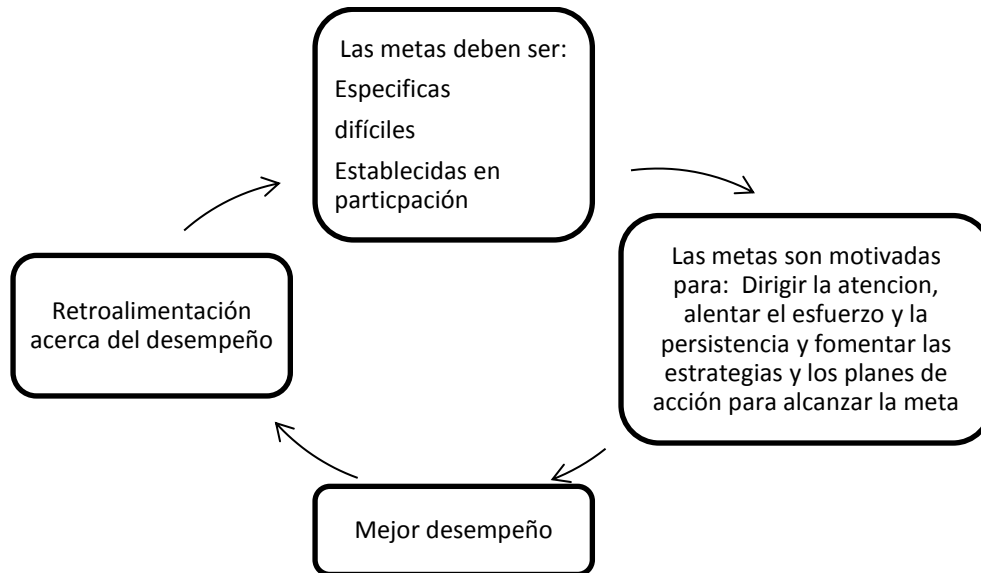 Las metas deben ser:
Especificas
difíciles
Establecidas en
particpación
Las metas son motivadas
para:  Dirigir la atencion,
alentar el esfuerzo y la
persistencia y fomentar las
estrategias y los planes de
acción para alcanzar la meta
Mejor desempeño
Retroalimentación
acerca del desempeño